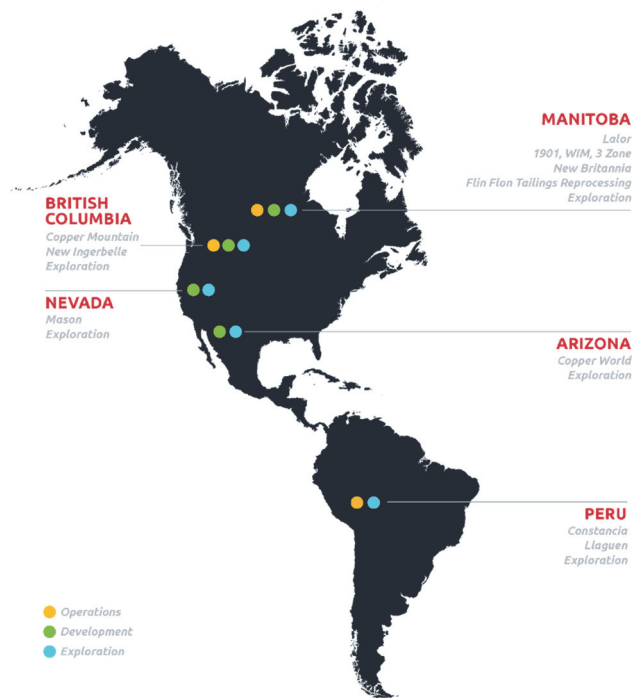 MANITOBA
Lalor
1901, WIM, 3 Zone
New Britannia
Flin Flon Tailings Reprocessing
Exploration
BRITISH
COLUMBIA
Copper Mountain
New Ingerbelle
Exploration
NEVADA
Mason
Exploration
ARIZONA
Copper World
Exploration
PERU
Constancia
Llaguen
Exploration
Operations
Development
Exploration